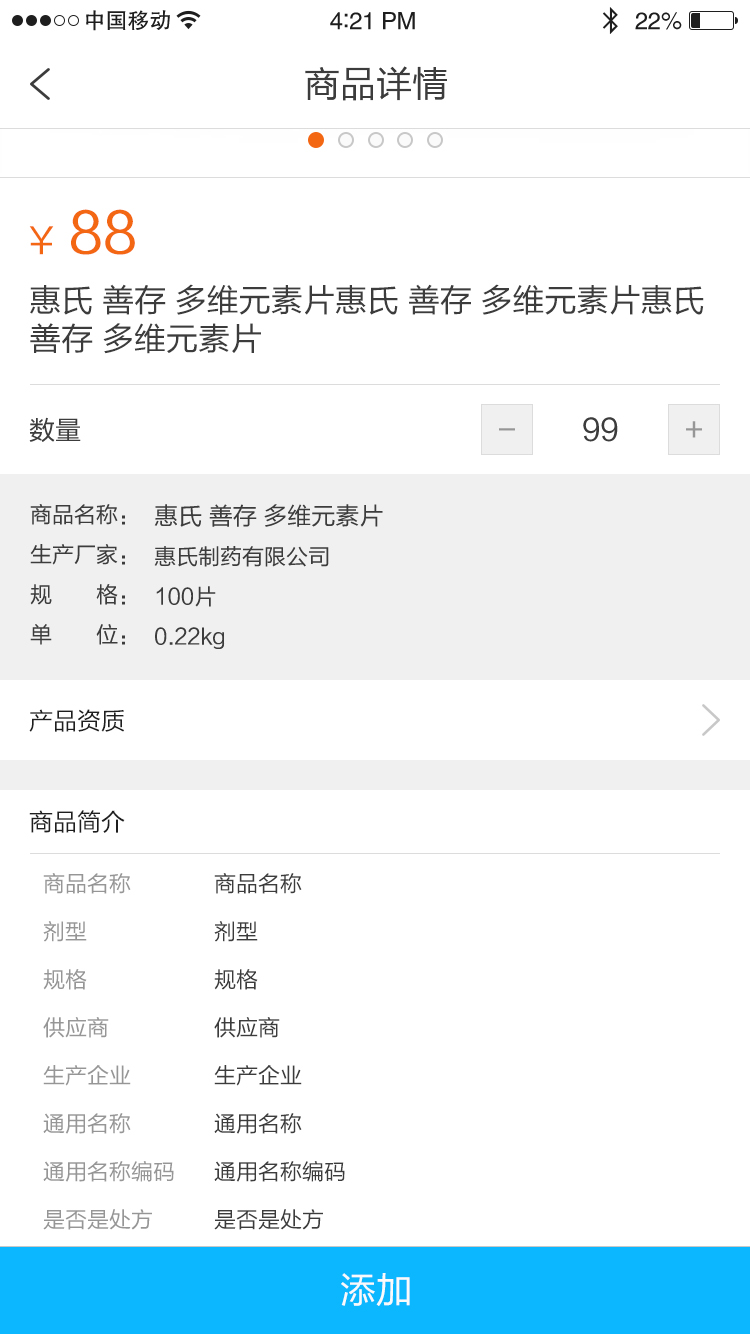 中国移动 4:21 PM 22%
商品详情
¥ 88
惠氏 善存 多维元素片惠氏 善存 多维元素片惠氏
善存 多维元素片
数量 − 99 +
商品名称： 惠氏 善存 多维元素片
生产厂家： 惠氏制药有限公司
规 格： 100片
单 位： 0.22kg
产品资质
商品简介
商品名称 商品名称
剂型 剂型
规格 规格
供应商 供应商
生产企业 生产企业
通用名称 通用名称
通用名称编码 通用名称编码
是否是处方 是否是处方
添加